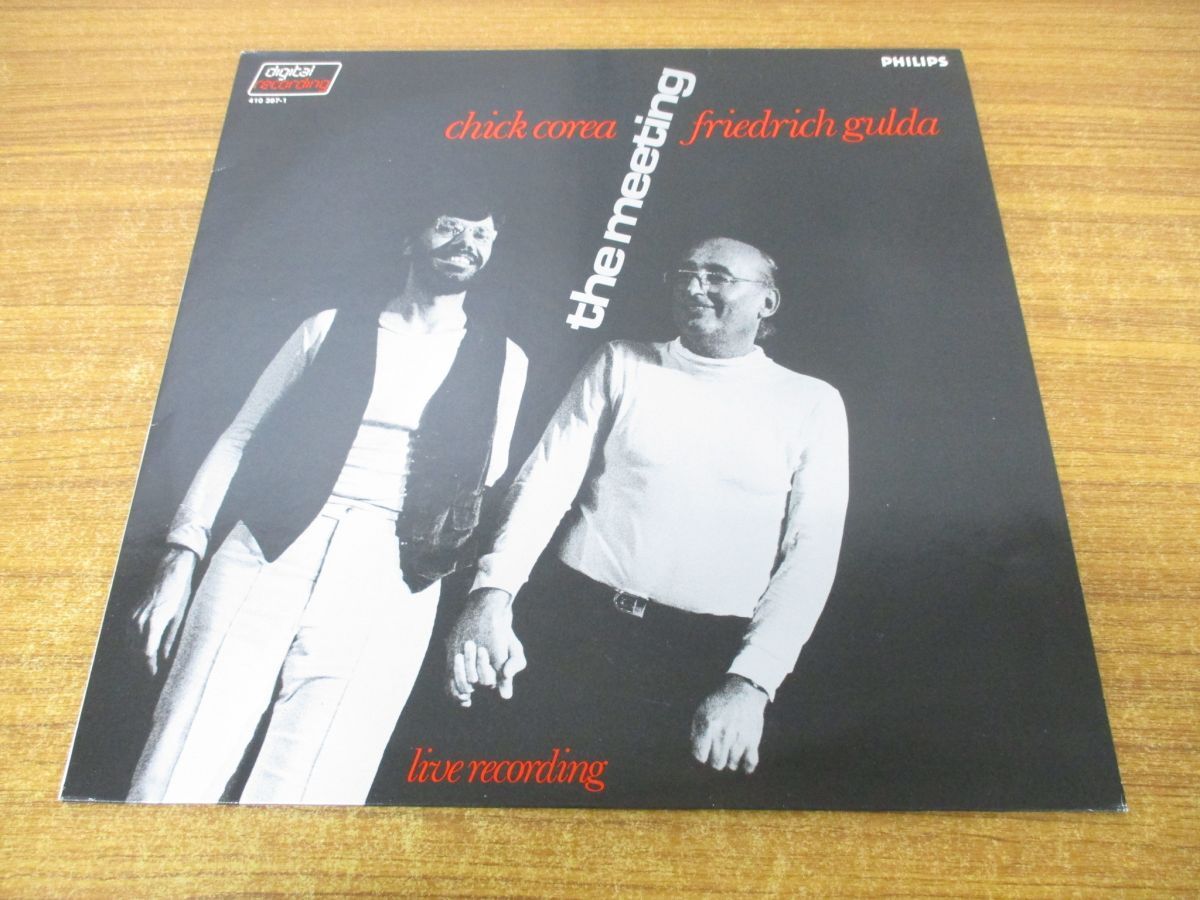 digital
recording
410 397-1
PHILIPS
chick corea
the meeting
friedrich gulda
live recording